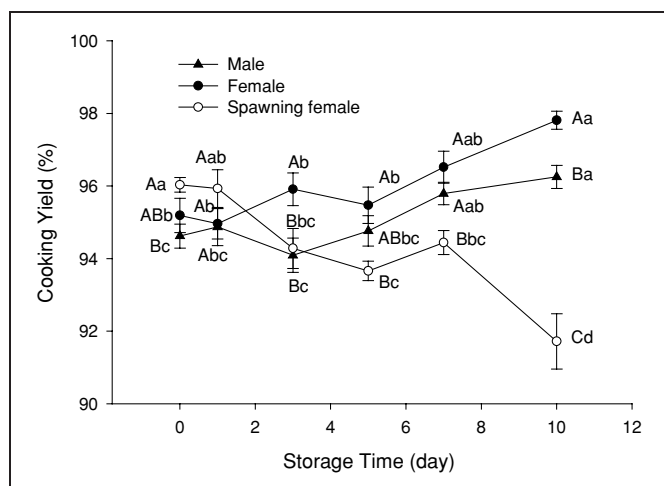 100
98
96
94
92
90
Cooking Yield (%)
Male
Female
Spawning female
Aa
ABb
Bc
Aab
Ab
Abc
Ab
Bbc
Bc
Ab
ABbc
Bc
Aab
Aab
Bbc
Aa
Ba
Cd
0 2 4 6 8 10 12
Storage Time (day)